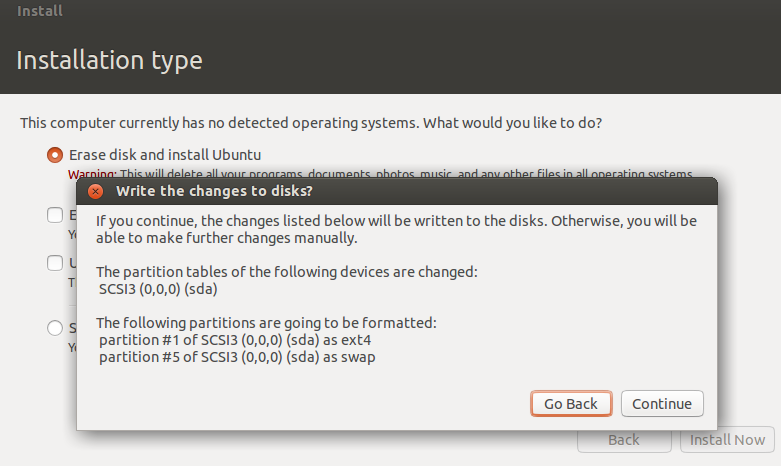 Install
Installation type
This computer currently has no detected operating systems. What would you like to do?
Erase disk and install Ubuntu
Warning: This will delete all your programs, documents, photos, music, and any other files in all operating systems.
Write the changes to disks?
If you continue, the changes listed below will be written to the disks. Otherwise, you will be
able to make further changes manually.
The partition tables of the following devices are changed:
SCSI3 (0,0,0) (sda)
The following partitions are going to be formatted:
partition #1 of SCSI3 (0,0,0) (sda) as ext4
partition #5 of SCSI3 (0,0,0) (sda) as swap
Go Back
Continue
Back
Install Now